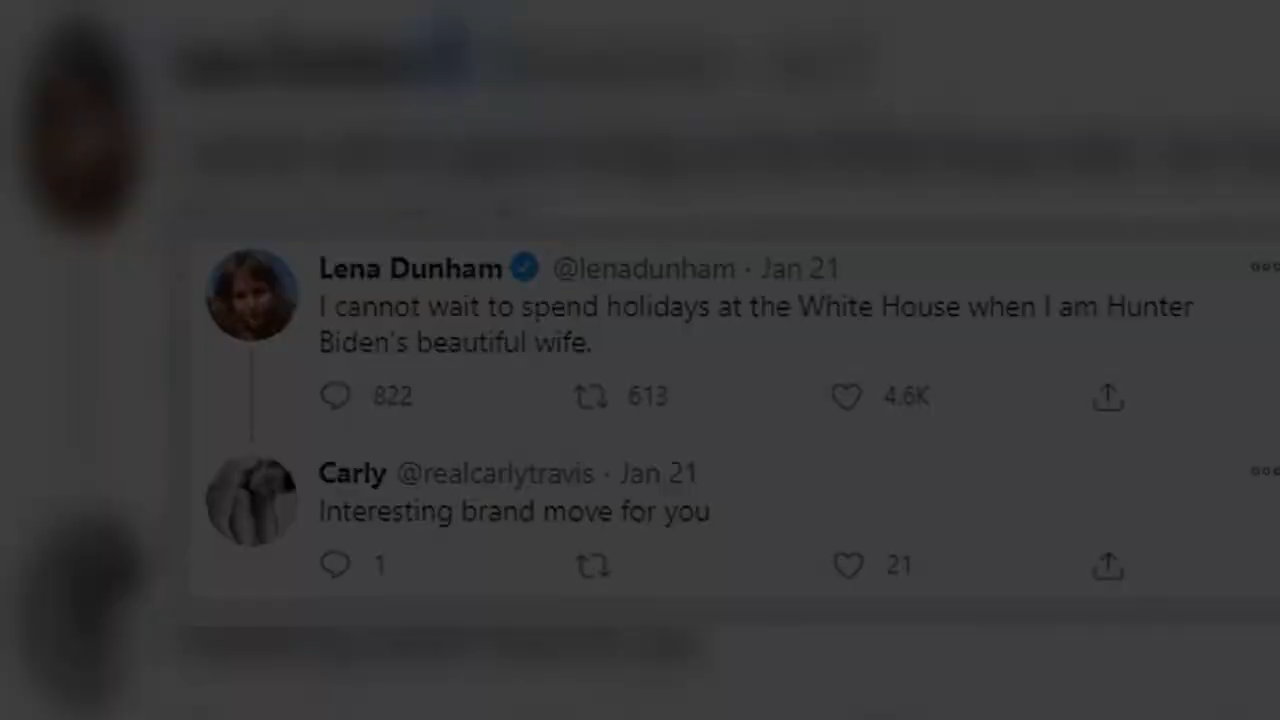 Lena Dunham @lenadunham · Jan 21
I cannot wait to spend holidays at the White House when I am Hunter
Biden's beautiful wife.
822 613 4.6K
Carly @realcarlytravis · Jan 21
Interesting brand move for you
1 21